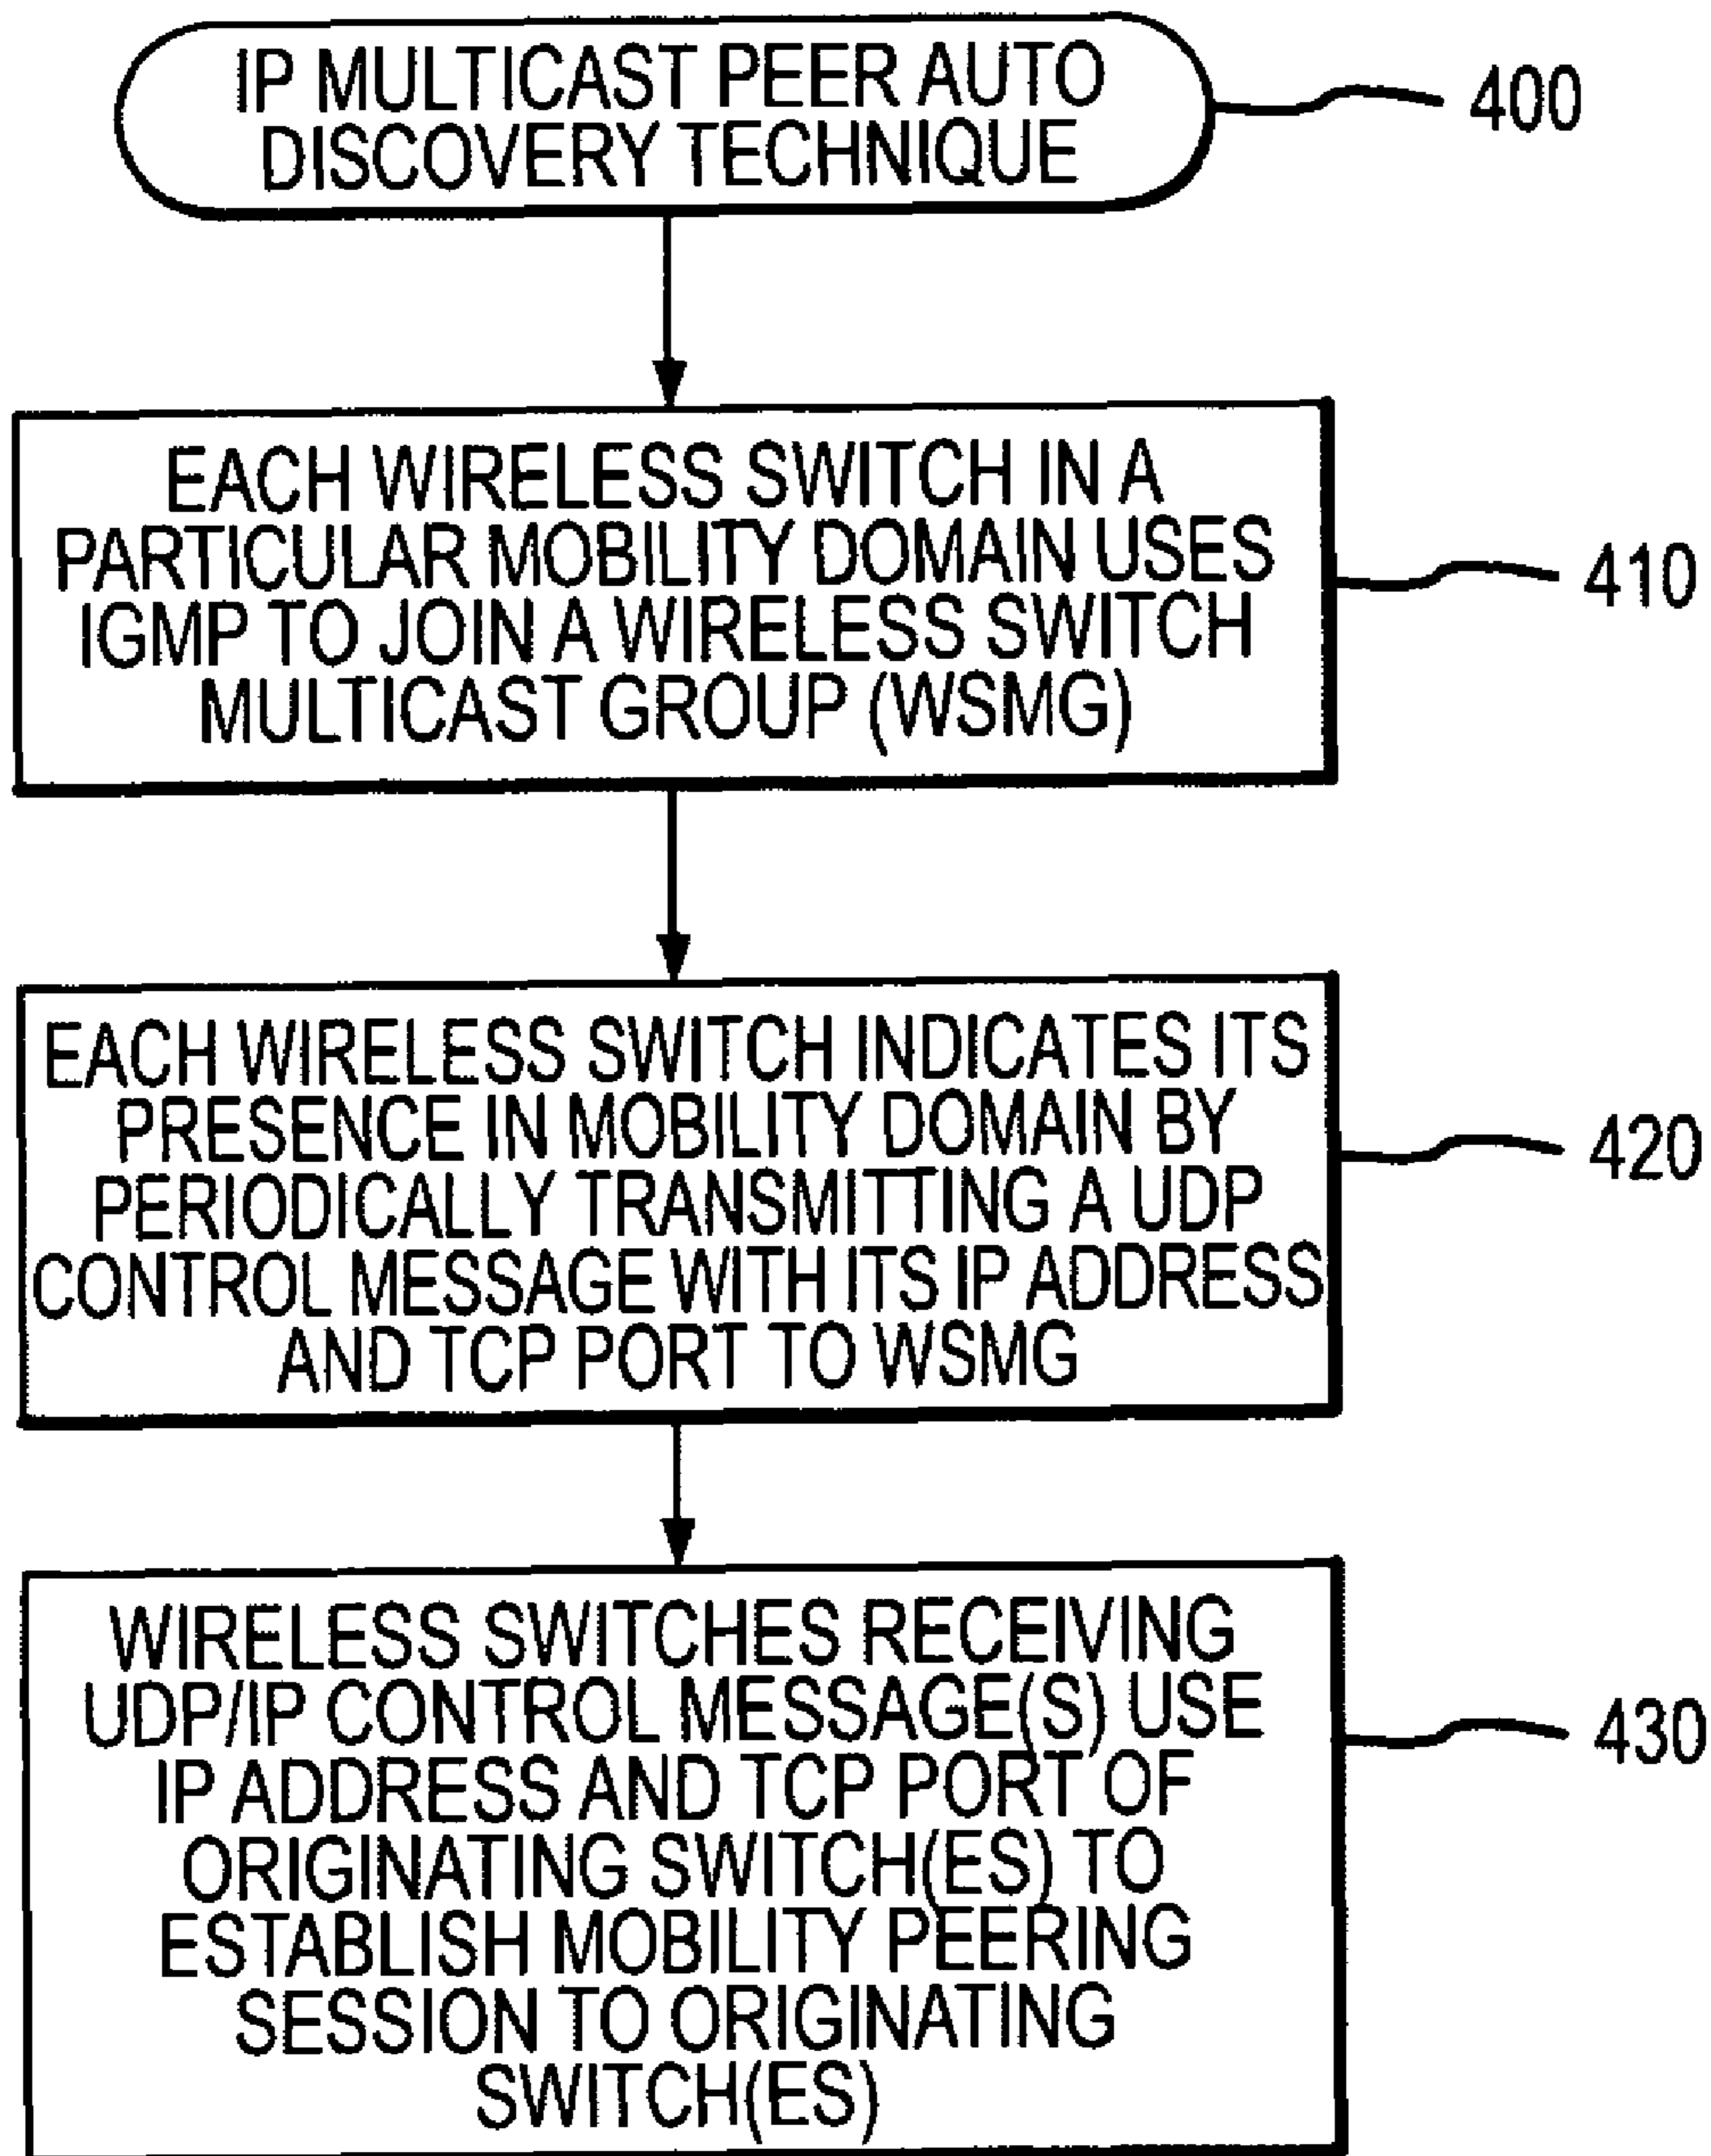 IP MULTICAST PEER AUTO
DISCOVERY TECHNIQUE
400
EACH WIRELESS SWITCH IN A
PARTICULAR MOBILITY DOMAIN USES
IGMP TO JOIN A WIRELESS SWITCH
MULTICAST GROUP (WSMG)
410
EACH WIRELESS SWITCH INDICATES ITS
PRESENCE IN MOBILITY DOMAIN BY
PERIODICALLY TRANSMITTING A UDP
CONTROL MESSAGE WITH ITS IP ADDRESS
AND TCP PORT TO WSMG
420
WIRELESS SWITCHES RECEIVING
UDP/IP CONTROL MESSAGE(S) USE
IP ADDRESS AND TCP PORT OF
ORIGINATING SWITCH(ES) TO
ESTABLISH MOBILITY PEERING
SESSION TO ORIGINATING
SWITCH(ES)
430